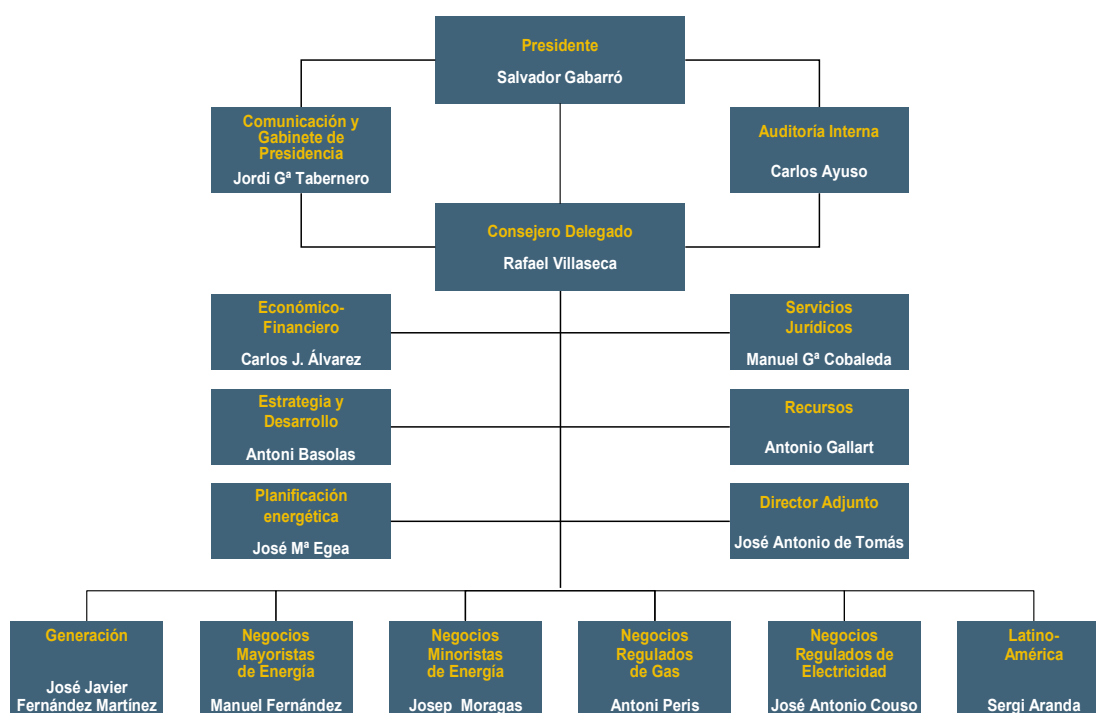 Presidente
Salvador Gabarró
Comunicación y
Gabinete de
Presidencia
Jordi Gª Tabernero
Auditoría Interna
Carlos Ayuso
Consejero Delegado
Rafael Villaseca
Económico-
Financiero
Carlos J. Álvarez
Servicios
Jurídicos
Manuel Gª Cobaleda
Estrategia y
Desarrollo
Antoni Basolas
Recursos
Antonio Gallart
Planificación
energética
José Mª Egea
Director Adjunto
José Antonio de Tomás
Generación
José Javier
Fernández Martínez
Negocios
Mayoristas
de Energía
Manuel Fernández
Negocios
Minoristas
de Energía
Josep Moragas
Negocios
Regulados
de Gas
Antoni Peris
Negocios
Regulados de
Electricidad
José Antonio Couso
Latino-
América
Sergi Aranda